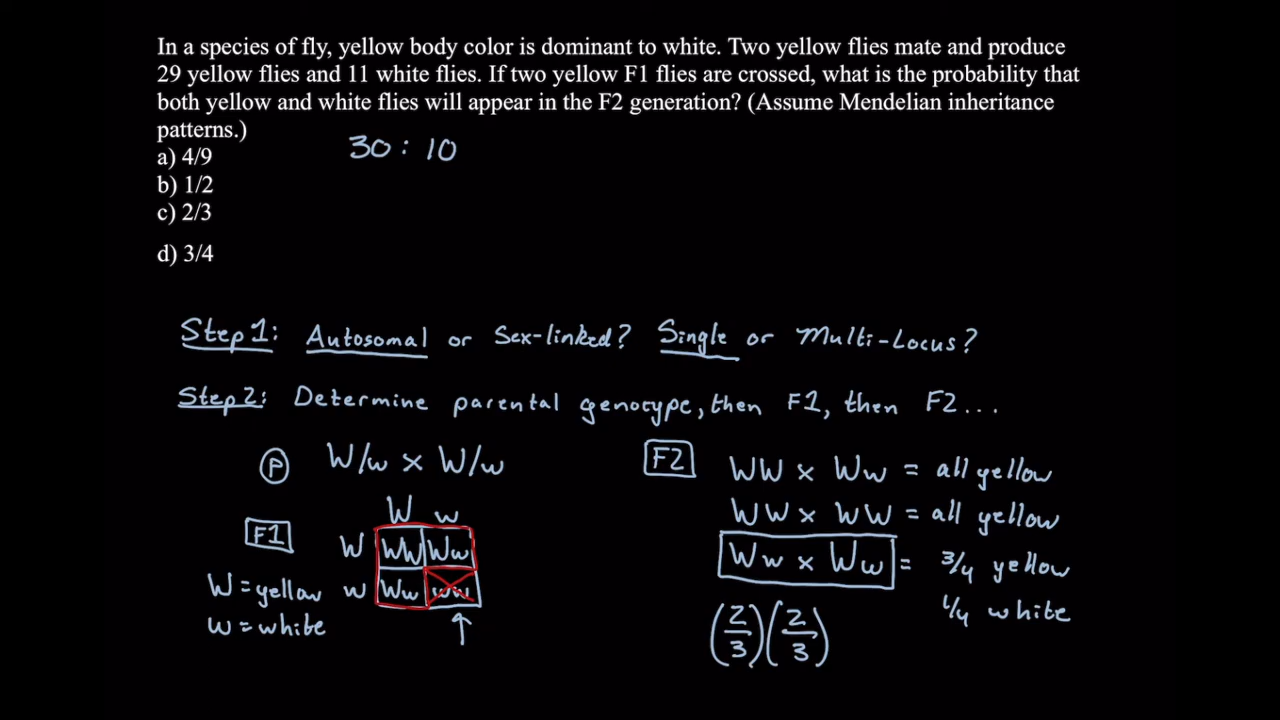 In a species of fly, yellow body color is dominant to white. Two yellow flies mate and produce
29 yellow flies and 11 white flies. If two yellow F1 flies are crossed, what is the probability that
both yellow and white flies will appear in the F2 generation? (Assume Mendelian inheritance
patterns.)
30 : 10
a) 4/9
b) 1/2
c) 2/3
d) 3/4
Step 1: Autosomal or Sex-linked? Single or Multi-Locus?
Step 2: Determine parental genotype, then F1, then F2...
P W/w x W/w
W w
F1 W WW Ww
W = yellow w Ww ww
w = white
F2 WW x Ww = all yellow
WW x WW = all yellow
Ww x Ww = 3/4 yellow
1/4 white
(2/3)(2/3)